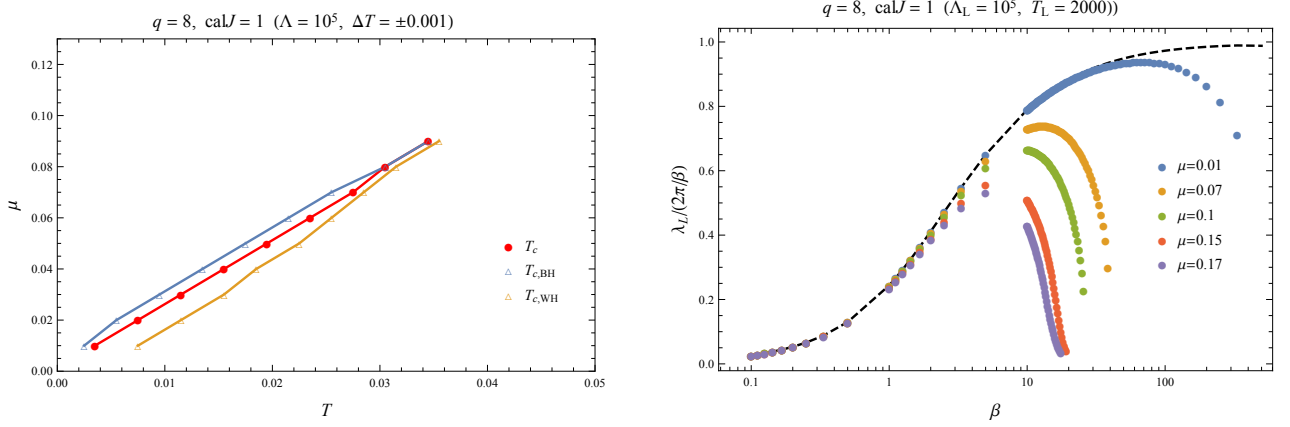 q = 8, calJ = 1 (Λ = 10⁵, ΔT = ±0.001)
μ
0.12
0.10
0.08
0.06
0.04
0.02
0.00
0.00 0.01 0.02 0.03 0.04 0.05
T
T_c
T_c,BH
T_c,WH
q = 8, calJ = 1 (Λ_L = 10⁵, T_L = 2000))
λ_L/(2π/β)
1.0
0.8
0.6
0.4
0.2
0.0
0.1 1 10 100
β
μ=0.01
μ=0.07
μ=0.1
μ=0.15
μ=0.17